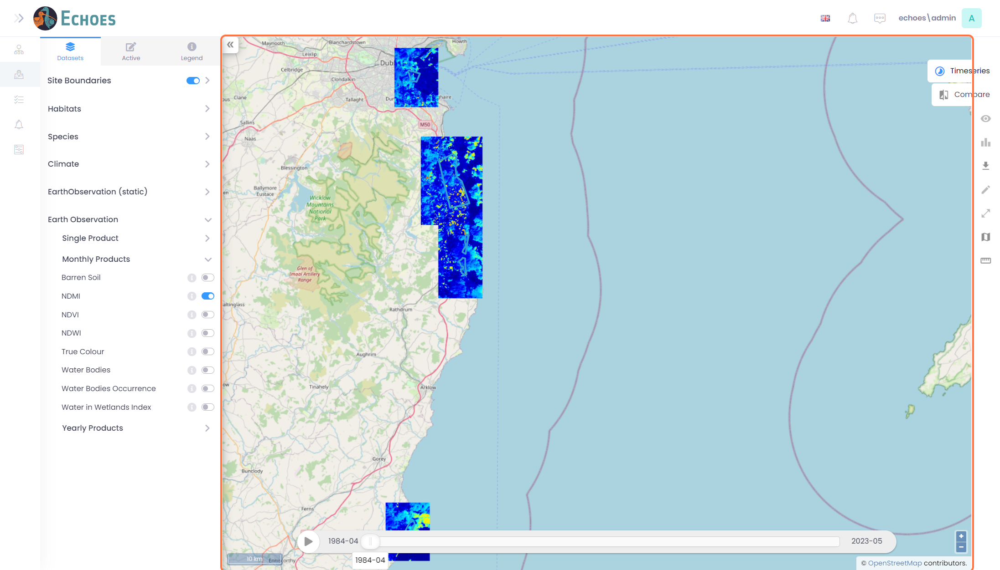 ECHOES
echoes\admin
A
Datasets
Active
Legend
Site Boundaries
Habitats
Species
Climate
EarthObservation (static)
Earth Observation
Single Product
Monthly Products
Barren Soil
NDMI
NDVI
NDWI
True Colour
Water Bodies
Water Bodies Occurrence
Water in Wetlands Index
Yearly Products
Timeseries
Compare
Maynooth
Blanchardstown
Howth
Leixlip
Dubl
Celbridge
Clondalkin
Clane
Tallaght
Dun
ghaire
Sallins
M50
Naas
Blessington
Ballymore
Eustace
Wicklow
Mountains
National
Park
Glen of
Imaal Artillery
Range
altinglass
Rathdrum
Aughrim
Tinahely
Arklow
Gorey
Bunclody
Ferns
Enniscorthy
10 km
1984-04
1984-04
2023-05
+
−
© OpenStreetMap contributors.